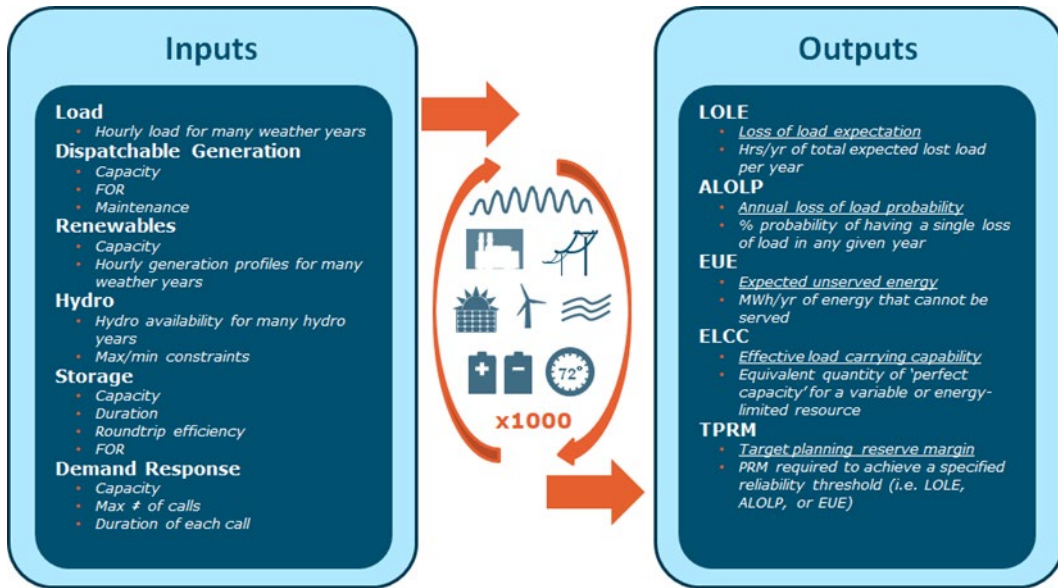 Inputs
Load
• Hourly load for many weather years
Dispatchable Generation
• Capacity
• FOR
• Maintenance
Renewables
• Capacity
• Hourly generation profiles for many
weather years
Hydro
• Hydro availability for many hydro
years
• Max/min constraints
Storage
• Capacity
• Duration
• Roundtrip efficiency
• FOR
Demand Response
• Capacity
• Max # of calls
• Duration of each call
72°
x1000
Outputs
LOLE
• Loss of load expectation
• Hrs/yr of total expected lost load
per year
ALOLP
• Annual loss of load probability
• % probability of having a single loss
of load in any given year
EUE
• Expected unserved energy
• MWh/yr of energy that cannot be
served
ELCC
• Effective load carrying capability
• Equivalent quantity of ‘perfect
capacity’ for a variable or energy-
limited resource
TPRM
• Target planning reserve margin
• PRM required to achieve a specified
reliability threshold (i.e. LOLE,
ALOLP, or EUE)